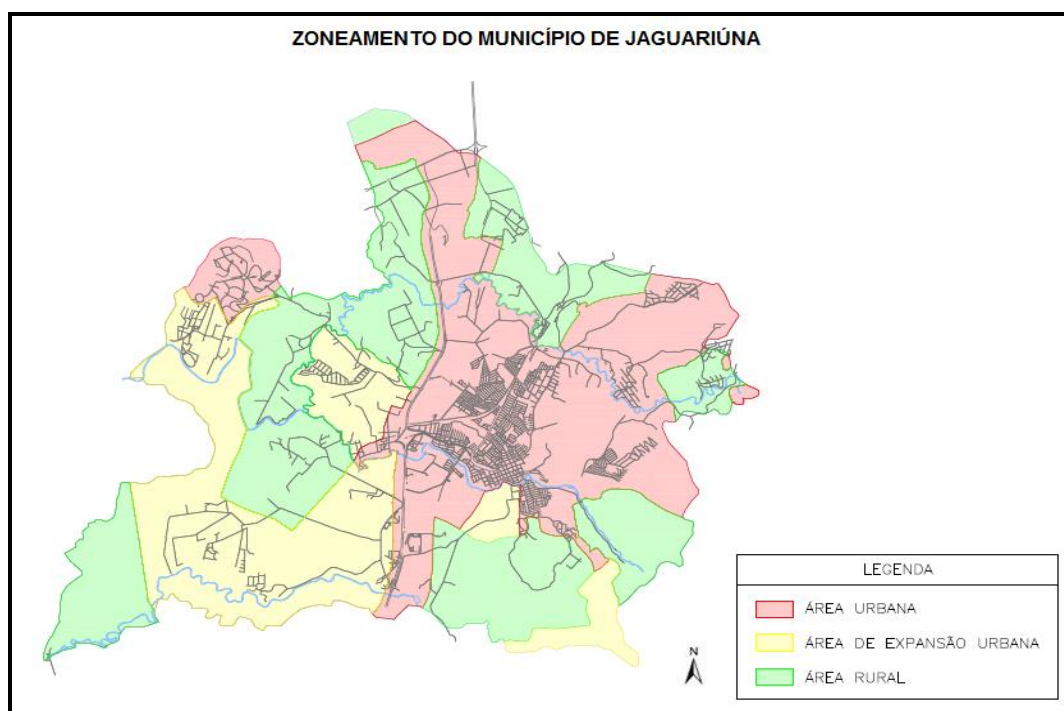 ZONEAMENTO DO MUNICÍPIO DE JAGUARIÚNA
N
LEGENDA
ÁREA URBANA
ÁREA DE EXPANSÃO URBANA
ÁREA RURAL